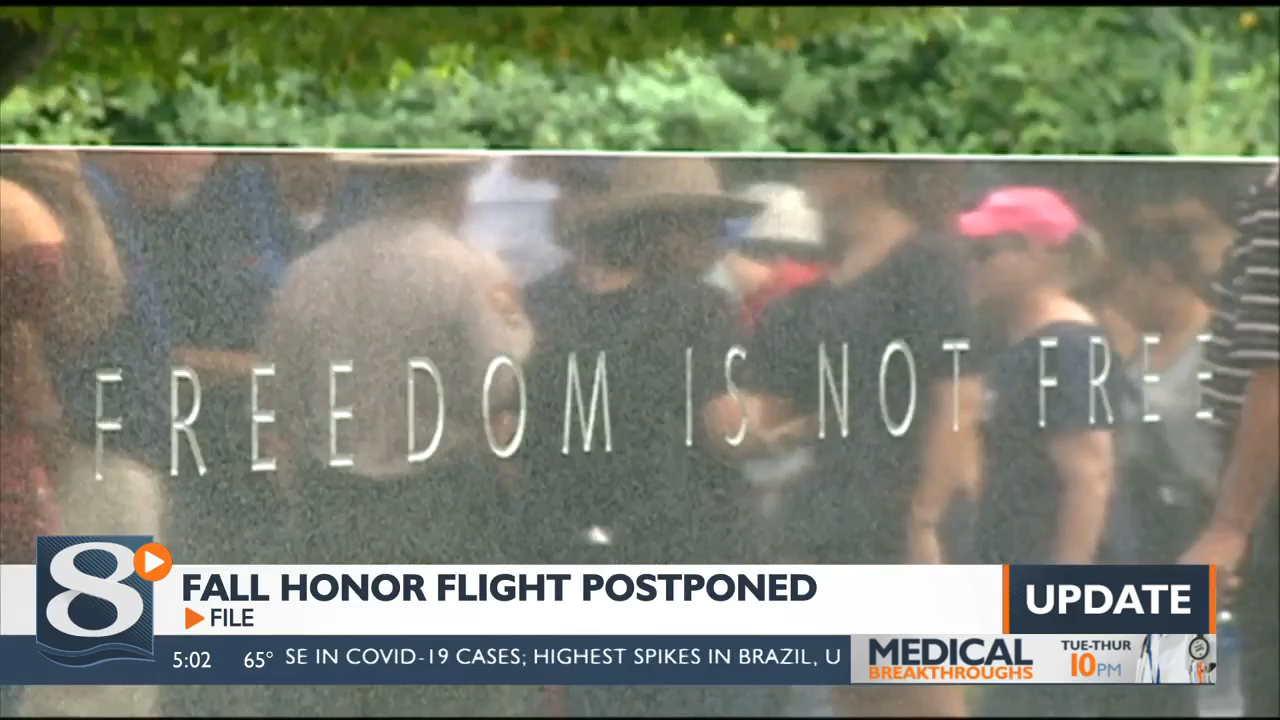 FREEDOM IS NOT FREE
8
FALL HONOR FLIGHT POSTPONED
FILE
UPDATE
5:02 65° SE IN COVID-19 CASES; HIGHEST SPIKES IN BRAZIL, U
MEDICAL
BREAKTHROUGHS
TUE-THUR
10PM